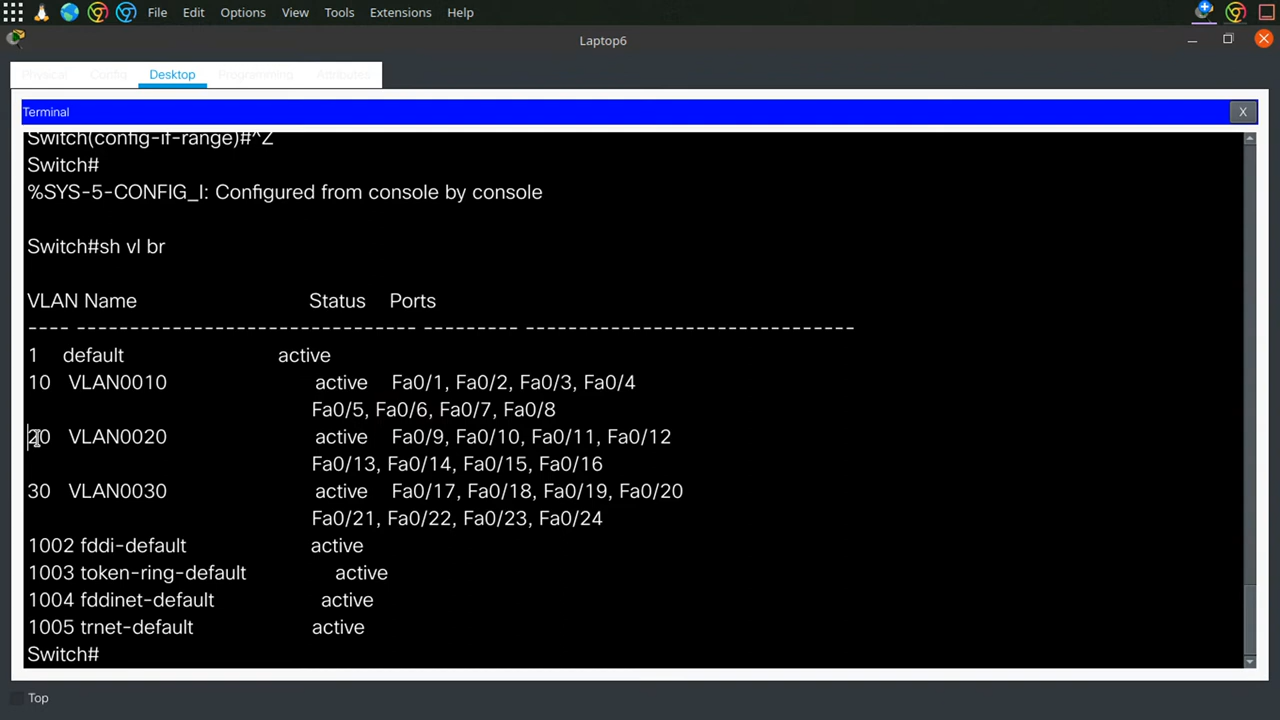 File Edit Options View Tools Extensions Help
Laptop6
Physical Config Desktop Programming Attributes
Terminal X
Switch(config-if-range)#^Z
Switch#
%SYS-5-CONFIG_I: Configured from console by console
Switch#sh vl br
VLAN Name Status Ports
---- -------------------------------- --------- -------------------------------
1 default active
10 VLAN0010 active Fa0/1, Fa0/2, Fa0/3, Fa0/4
Fa0/5, Fa0/6, Fa0/7, Fa0/8
20 VLAN0020 active Fa0/9, Fa0/10, Fa0/11, Fa0/12
Fa0/13, Fa0/14, Fa0/15, Fa0/16
30 VLAN0030 active Fa0/17, Fa0/18, Fa0/19, Fa0/20
Fa0/21, Fa0/22, Fa0/23, Fa0/24
1002 fddi-default active
1003 token-ring-default active
1004 fddinet-default active
1005 trnet-default active
Switch#
Top